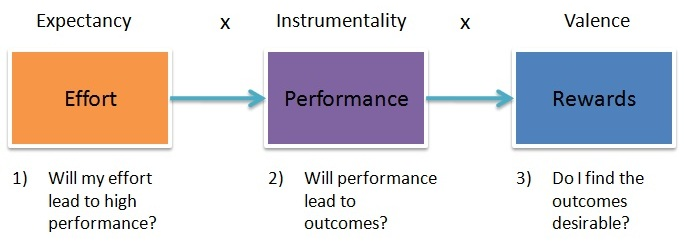 Expectancy x Instrumentality x Valence
Effort Performance Rewards
1) Will my effort
lead to high
performance?
2) Will performance
lead to
outcomes?
3) Do I find the
outcomes
desirable?